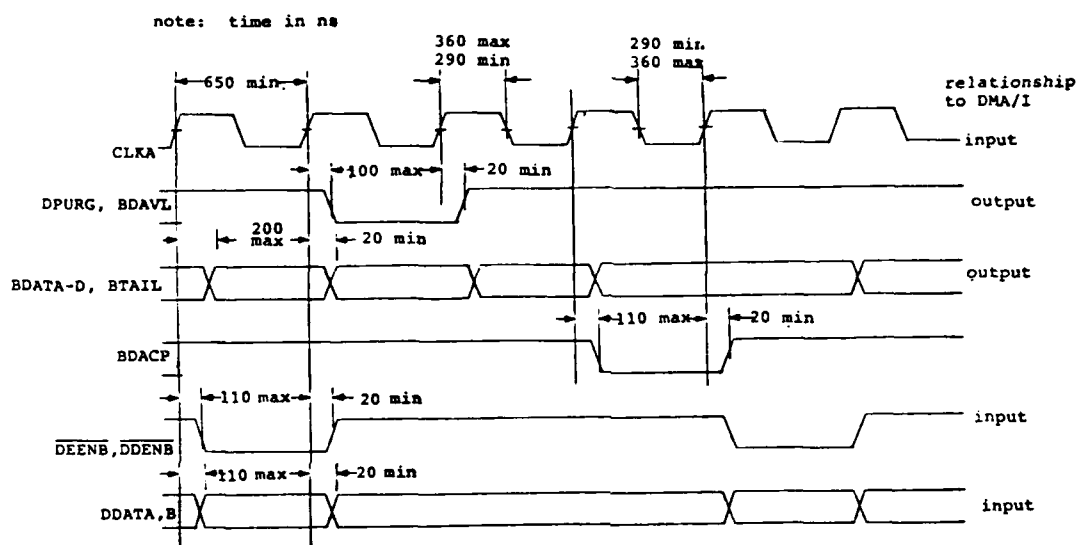 note: time in ns
360 max
290 min
290 min
360 max
650 min
relationship
to DMA/I
CLKA
input
100 max
20 min
DPURG, BDAVL
output
200
max
20 min
BDATA-D, BTAIL
output
110 max
20 min
BDACP
110 max
20 min
input
DEENB, DDENB
110 max
20 min
DDATA,B
input